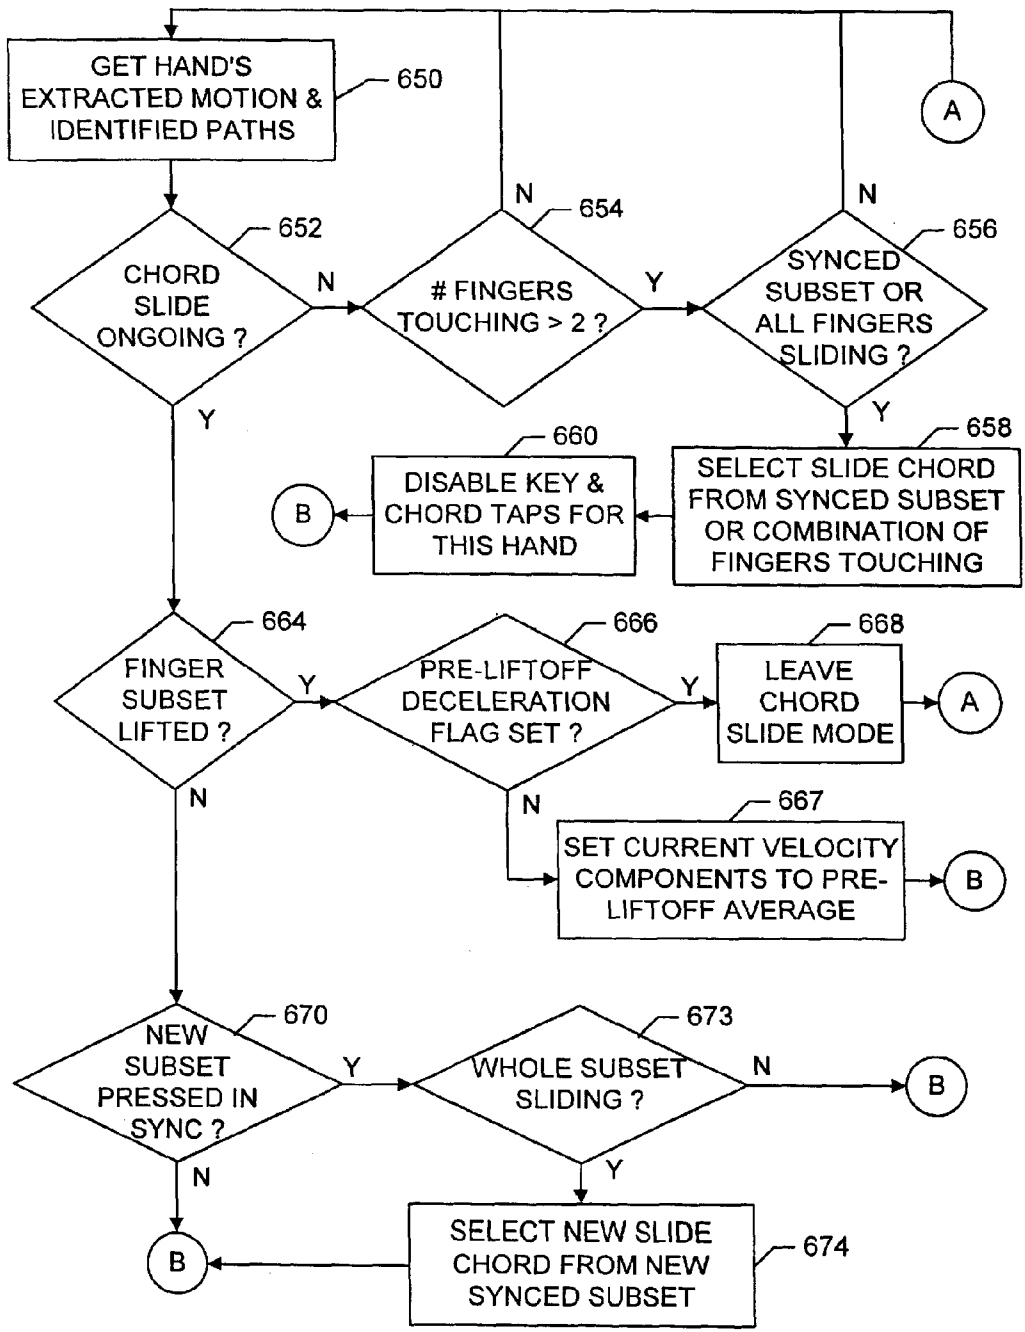 GET HAND'S
EXTRACTED MOTION &
IDENTIFIED PATHS
650
A
N
N
652
654
656
CHORD
SLIDE
ONGOING ?
N
# FINGERS
TOUCHING > 2 ?
Y
SYNCED
SUBSET OR
ALL FINGERS
SLIDING ?
Y
Y
660
658
B
DISABLE KEY &
CHORD TAPS FOR
THIS HAND
SELECT SLIDE CHORD
FROM SYNCED SUBSET
OR COMBINATION OF
FINGERS TOUCHING
664
666
668
FINGER
SUBSET
LIFTED ?
Y
PRE-LIFTOFF
DECELERATION
FLAG SET ?
Y
LEAVE
CHORD
SLIDE MODE
A
N
N
667
SET CURRENT VELOCITY
COMPONENTS TO PRE-
LIFTOFF AVERAGE
B
670
673
NEW
SUBSET
PRESSED IN
SYNC ?
Y
WHOLE SUBSET
SLIDING ?
N
B
N
Y
B
SELECT NEW SLIDE
CHORD FROM NEW
SYNCED SUBSET
674